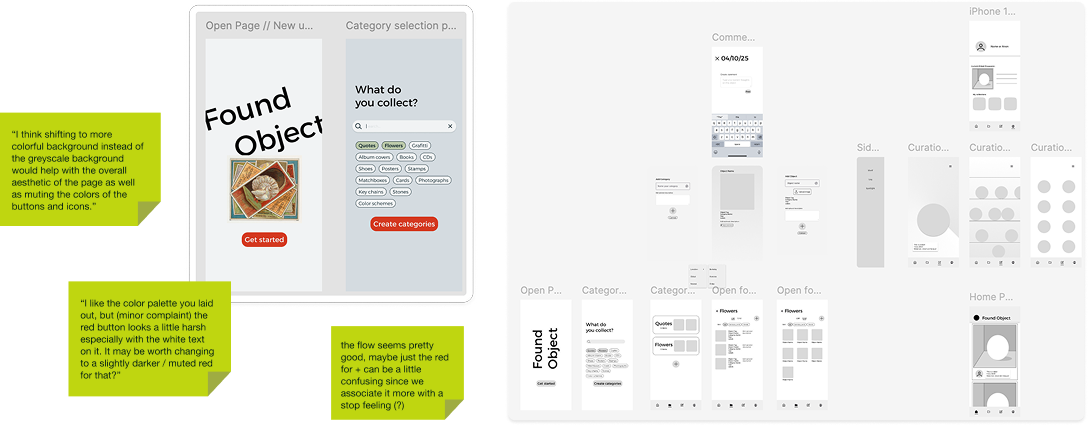 Open Page // New u...
Category selection p...
Found
Object
Get started
What do
you collect?
Quotes
Flowers
Grafitti
Album covers
Books
CDs
Shoes
Posters
Stamps
Matchboxes
Cards
Photographs
Key chains
Stones
Color schemes
Create categories
“I think shifting to more
colorful background instead of
the greyscale background
would help with the overall
aesthetic of the page as well
as muting the colors of the
buttons and icons.”
“I like the color palette you laid
out, but (minor complaint) the
red button looks a little harsh
especially with the white text
on it. It may be worth changing
to a slightly darker / muted red
for that?”
the flow seems pretty
good, maybe just the red
for + can be a little
confusing since we
associate it more with a
stop feeling (?)
Comme...
04/10/25
iPhone 1...
Sid...
Curatio...
Curatio...
Curatio...
Open P...
Found
Object
Get started
Categor...
What do
you collect?
Create categories
Categor...
Quotes
Flowers
Open fo...
Flowers
Open fo...
Flowers
Home P...
Found Object